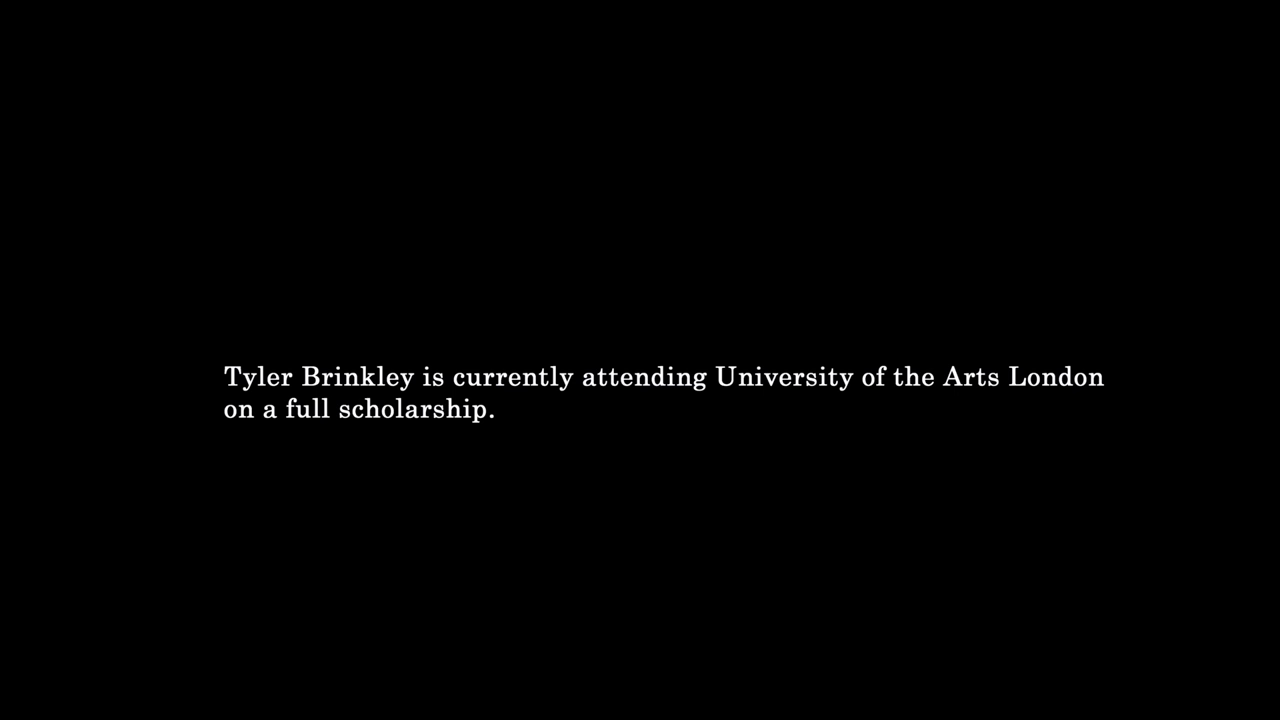 Tyler Brinkley is currently attending University of the Arts London
on a full scholarship.